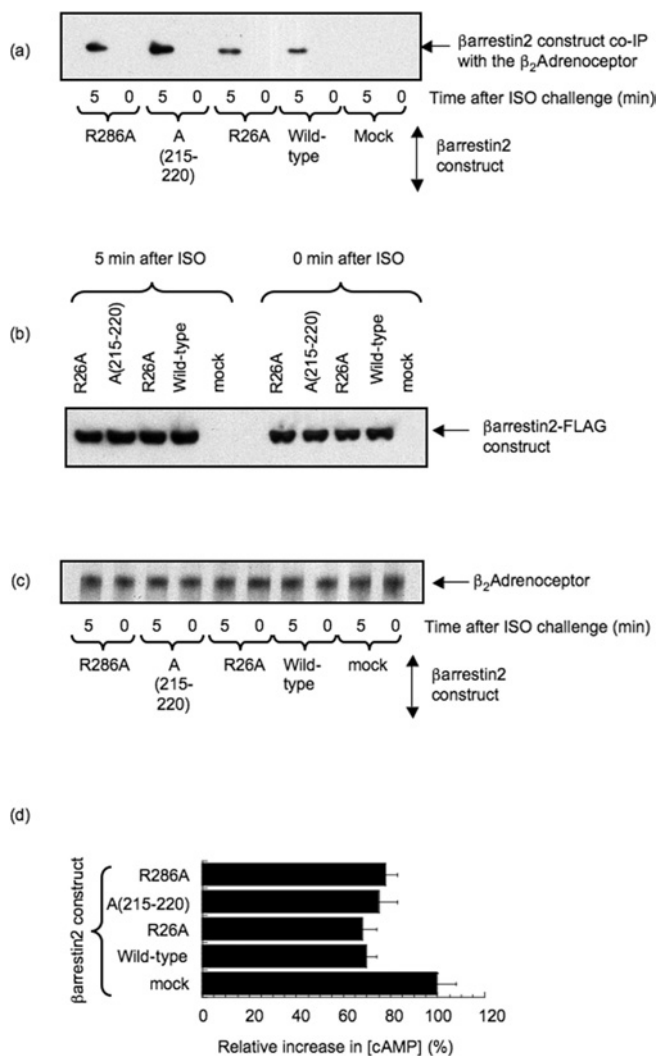 (a)
βarrestin2 construct co-IP
with the β2Adrenoceptor
5 0 5 0 5 0 5 0 5 0 Time after ISO challenge (min)
R286A A (215-220) R26A Wild-type Mock
βarrestin2
construct
5 min after ISO 0 min after ISO
(b)
R26A A(215-220) R26A Wild-type mock R26A A(215-220) R26A Wild-type mock
βarrestin2-FLAG
construct
(c)
β2Adrenoceptor
5 0 5 0 5 0 5 0 5 0 Time after ISO challenge (min)
R286A A (215-220) R26A Wild-type mock
βarrestin2
construct
(d)
βarrestin2 construct
R286A
A(215-220)
R26A
Wild-type
mock
0 20 40 60 80 100 120
Relative increase in [cAMP] (%)